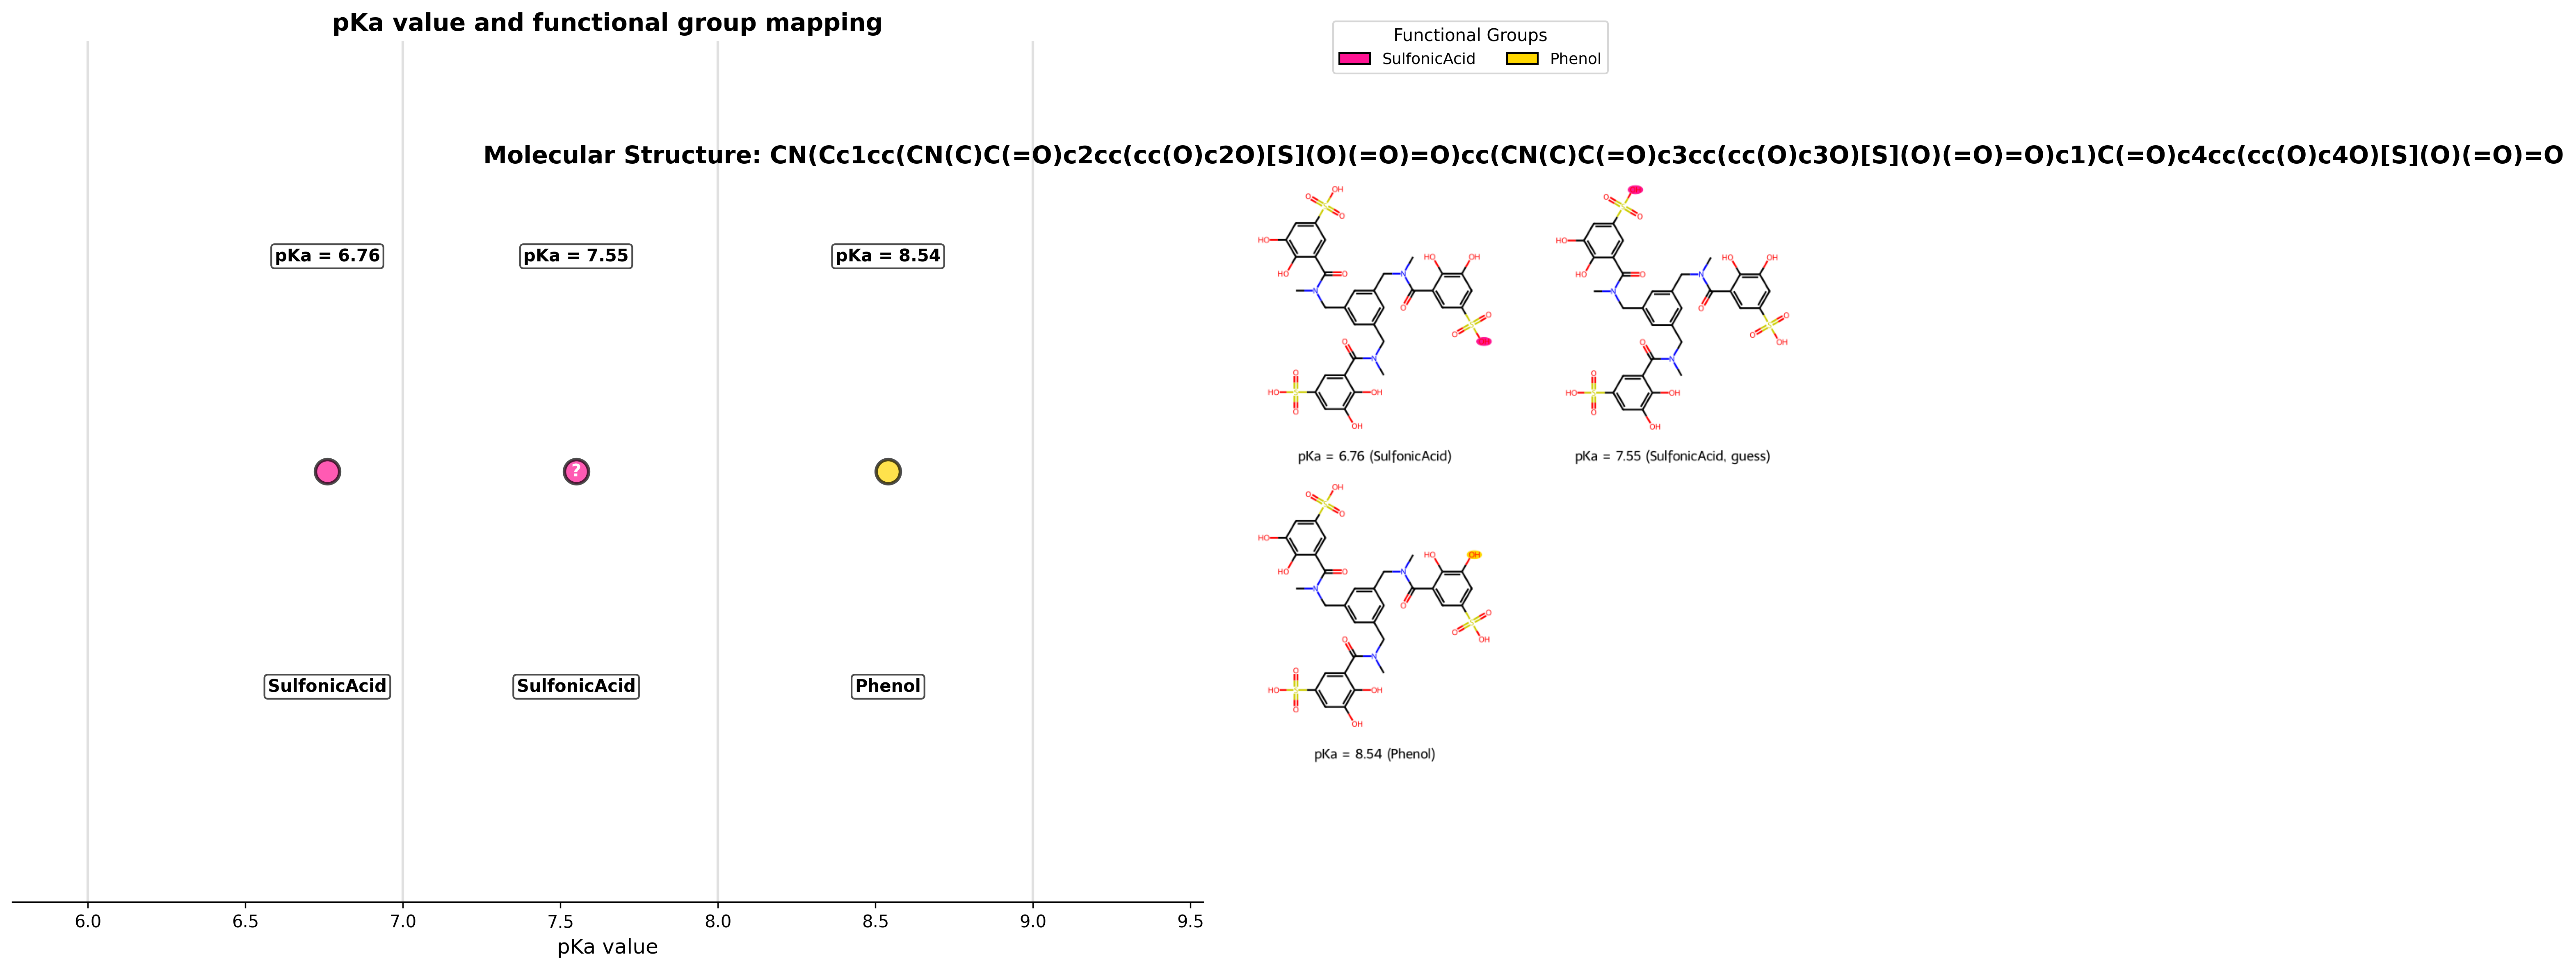 pKa value and functional group mapping
Functional Groups
SulfonicAcid
Phenol
Molecular Structure: CN(Cc1cc(CN(C)C(=O)c2cc(cc(O)c2O)[S](O)(=O)=O)cc(CN(C)C(=O)c3cc(cc(O)c3O)[S](O)(=O)=O)c1)C(=O)c4cc(cc(O)c4O)[S](O)(=O)=O
pKa = 6.76
pKa = 7.55
pKa = 8.54
?
SulfonicAcid
SulfonicAcid
Phenol
6.0
6.5
7.0
7.5
8.0
8.5
9.0
9.5
pKa value
pKa = 6.76 (SulfonicAcid)
pKa = 7.55 (SulfonicAcid, guess)
pKa = 8.54 (Phenol)